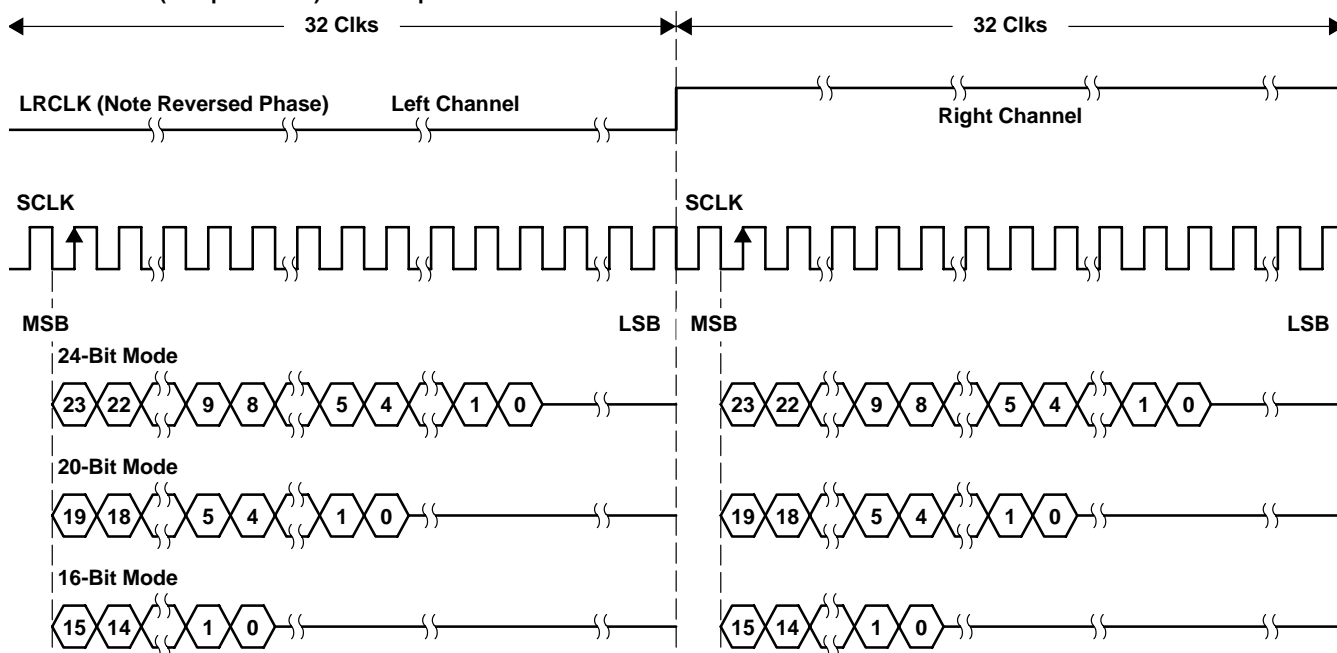 32 Clks 32 Clks
LRCLK (Note Reversed Phase) Left Channel
Right Channel
SCLK SCLK
MSB LSB MSB LSB
24-Bit Mode
23 22 9 8 5 4 1 0 23 22 9 8 5 4 1 0
20-Bit Mode
19 18 5 4 1 0 19 18 5 4 1 0
16-Bit Mode
15 14 1 0 15 14 1 0